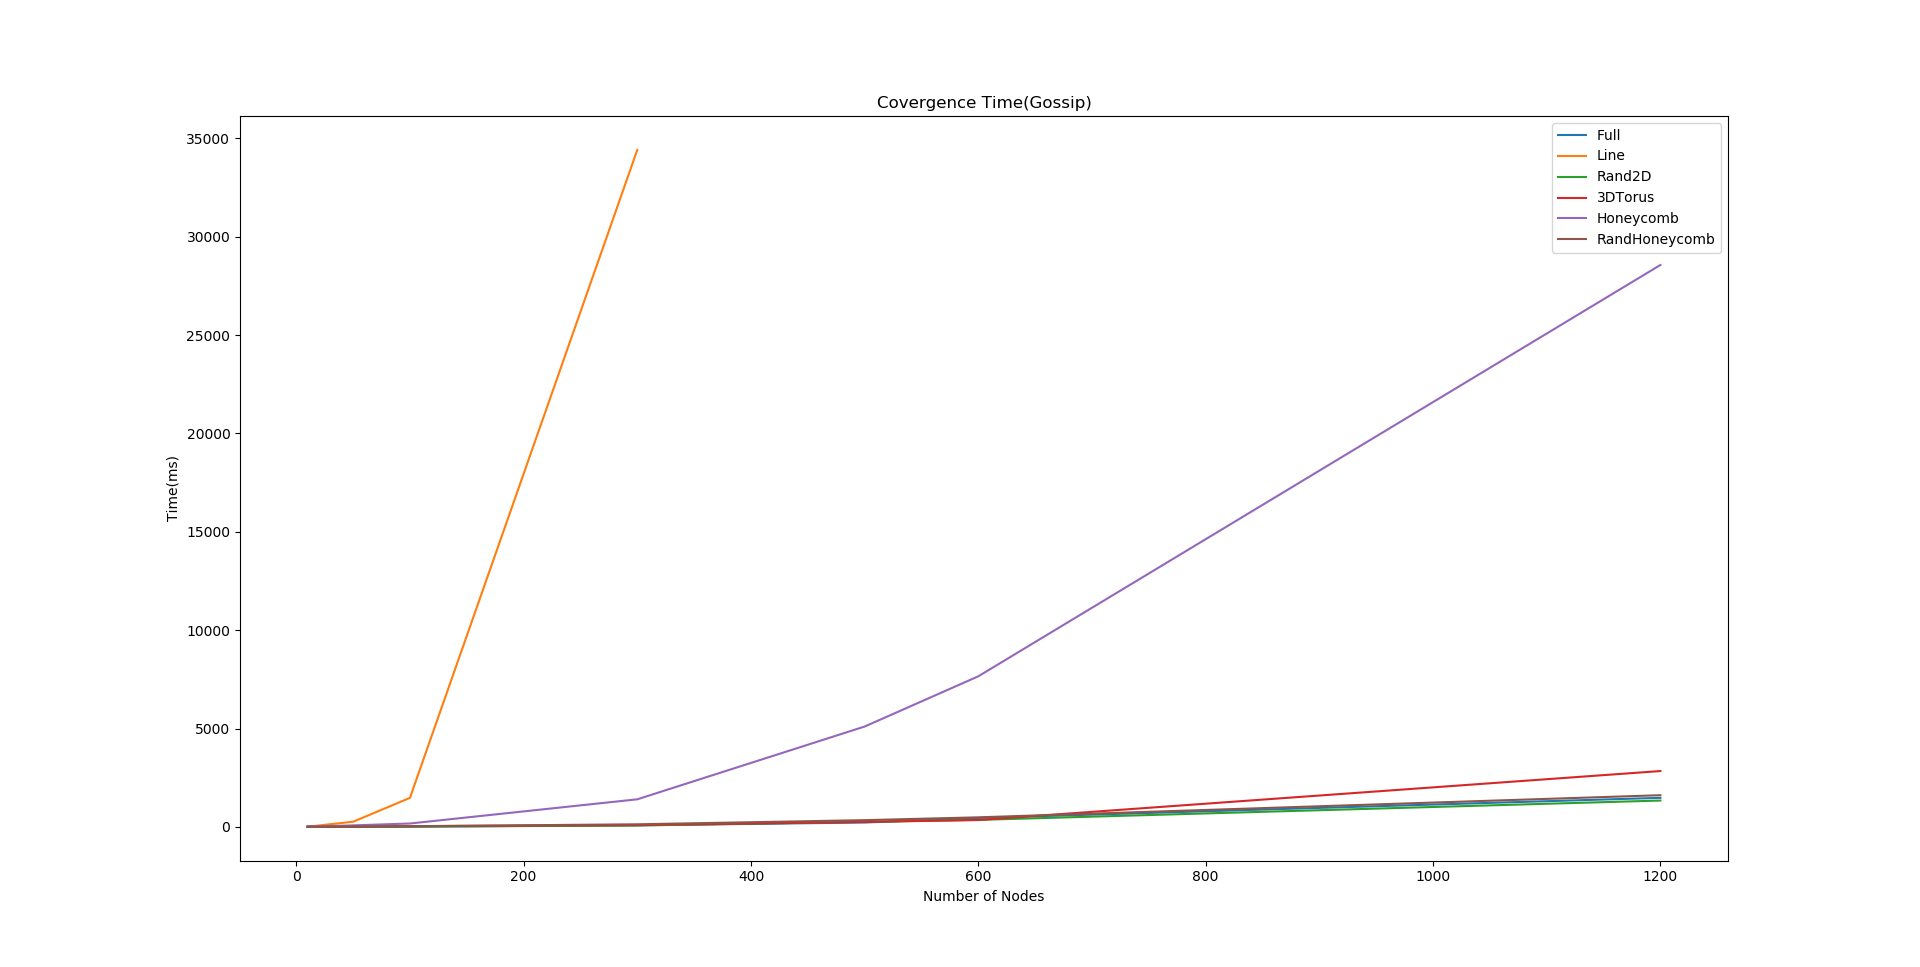 Covergence Time(Gossip)
35000
30000
25000
20000
15000
10000
5000
0
Time(ms)
0 200 400 600 800 1000 1200
Number of Nodes
Full
Line
Rand2D
3DTorus
Honeycomb
RandHoneycomb